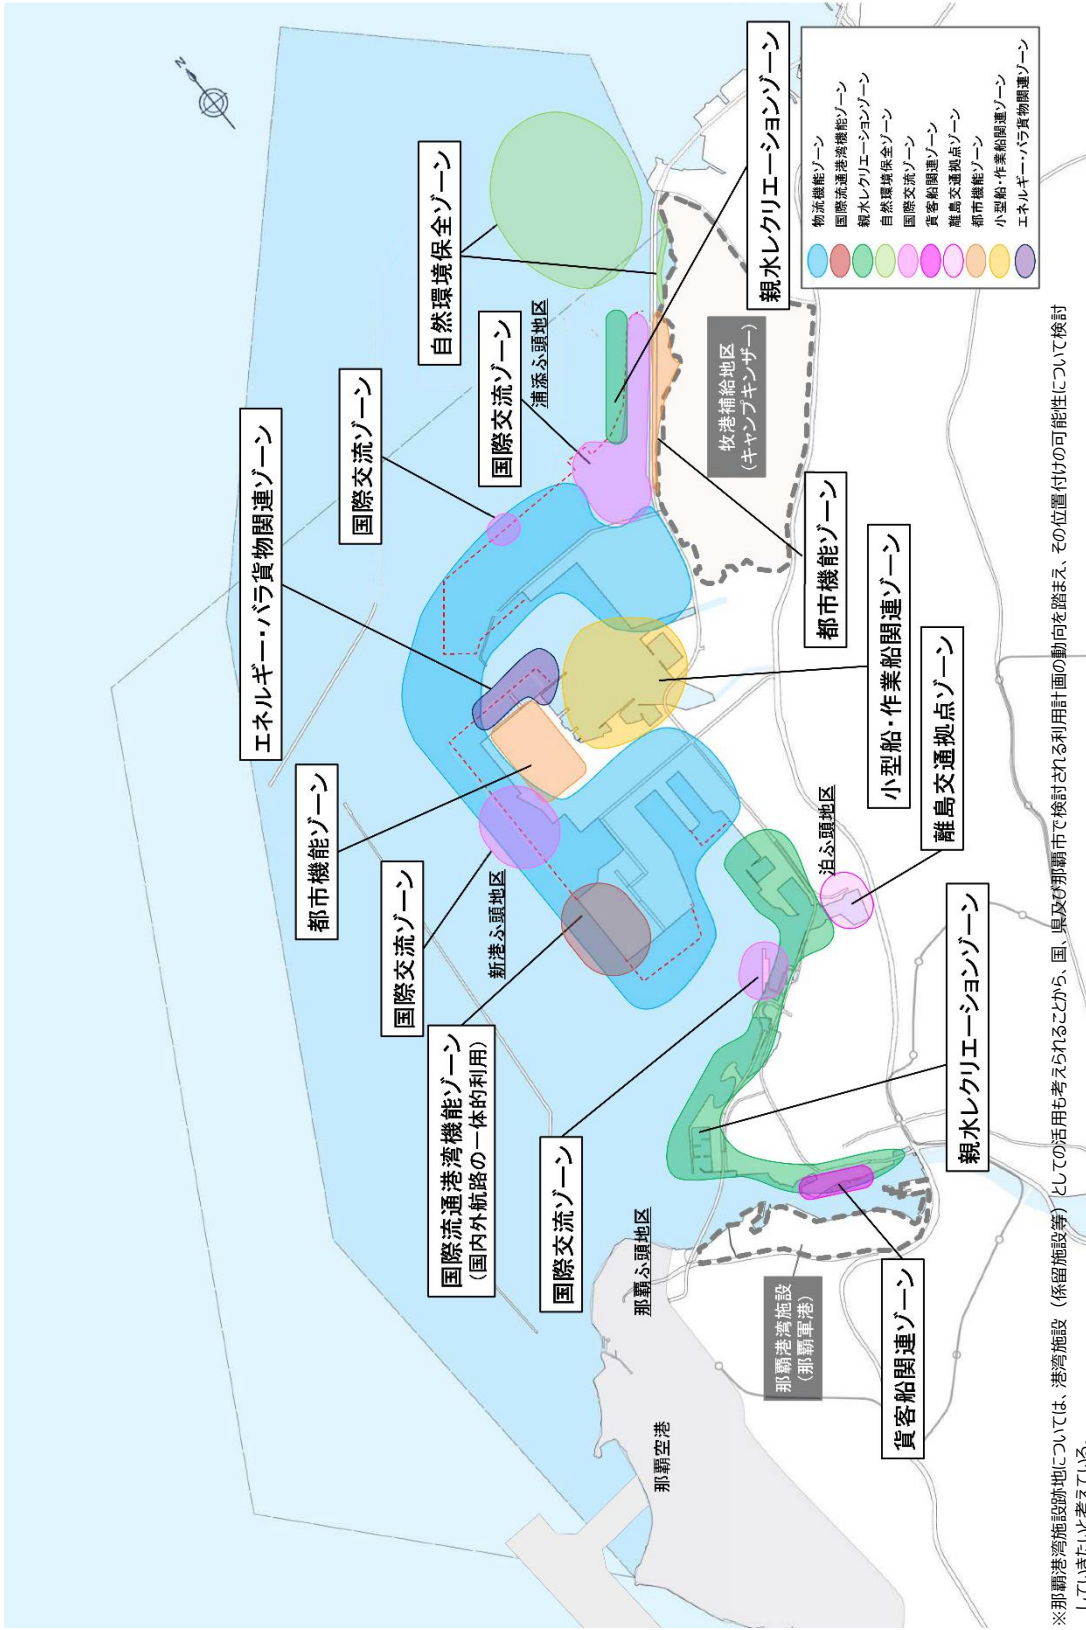 N
自然環境保全ゾーン
国際交流ゾーン
浦添ふ頭地区
国際交流ゾーン
エネルギー・バラ貨物関連ゾーン
都市機能ゾーン
国際交流ゾーン
新港ふ頭地区
国際流通港湾機能ゾーン
(国内外航路の一体的利用)
国際交流ゾーン
那覇ふ頭地区
那覇空港
那覇港湾施設
(那覇軍港)
貨客船関連ゾーン
親水レクリエーションゾーン
泊ふ頭地区
離島交通拠点ゾーン
小型船・作業船関連ゾーン
都市機能ゾーン
牧港補給地区
(キャンプキンザー)
親水レクリエーションゾーン
物流機能ゾーン
国際流通港湾機能ゾーン
親水レクリエーションゾーン
自然環境保全ゾーン
国際交流ゾーン
貨客船関連ゾーン
離島交通拠点ゾーン
都市機能ゾーン
小型船・作業船関連ゾーン
エネルギー・バラ貨物関連ゾーン
※那覇港湾施設跡地については、港湾施設（係留施設等）としての活用も考えられることから、国、県及び那覇市で検討される利用計画の動向を踏まえ、その位置付けの可能性について検討
していきたいと考えている。